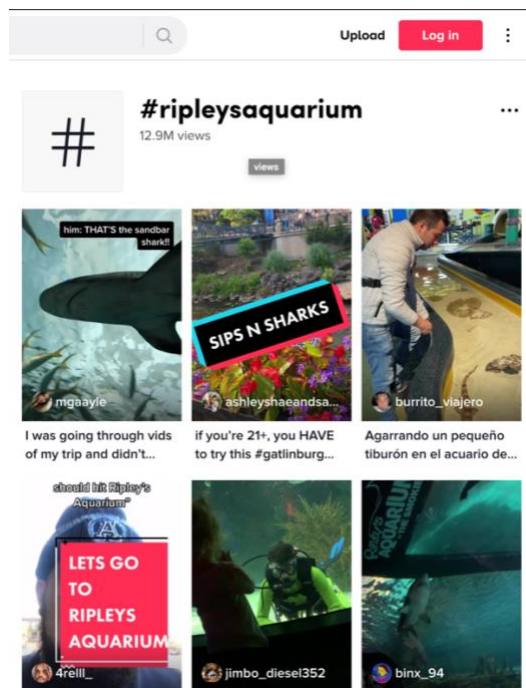 Upload
Log in
#
#ripleysaquarium
12.9M views
views
him: THAT'S the sandbar
shark!!
mgaayle
SIPS N SHARKS
ashleyshaeandsa...
burrito_viajero
I was going through vids
of my trip and didn't...
if you're 21+, you HAVE
to try this #gatlinburg...
Agarrando un pequeño
tiburón en el acuario de...
should hit Ripley's
Aquarium"
LETS GO
TO
RIPLEYS
AQUARIUM
4relll_
jimbo_diesel352
Ripley's
AQUARIUM
binx_94